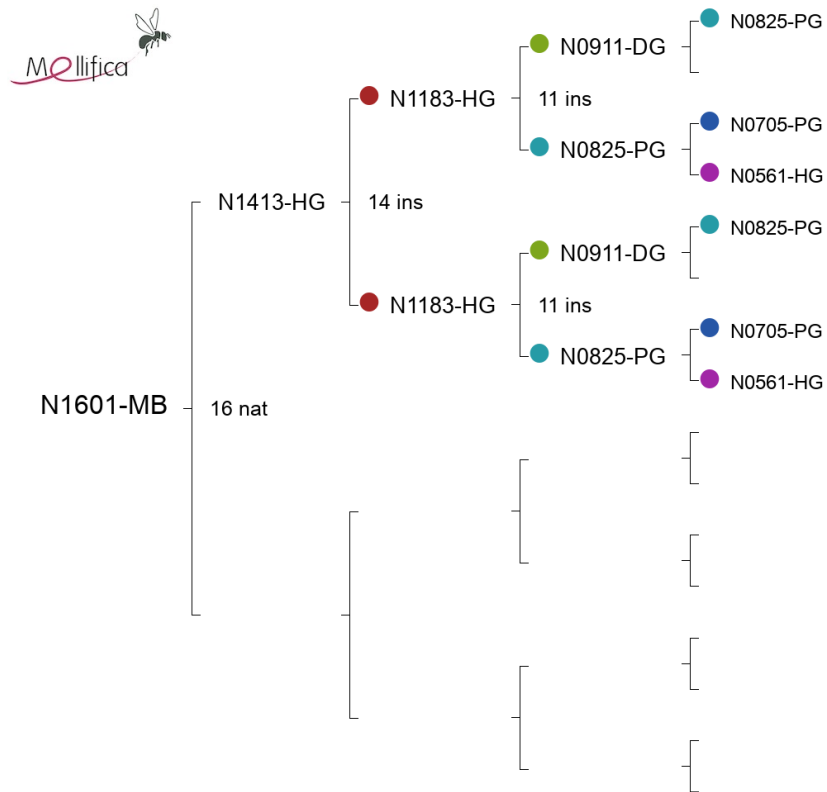 Mellifica
N0825-PG
N0911-DG
N1183-HG
11 ins
N0705-PG
N0825-PG
N0561-HG
N1413-HG
14 ins
N0825-PG
N0911-DG
N1183-HG
11 ins
N0705-PG
N0825-PG
N0561-HG
N1601-MB
16 nat